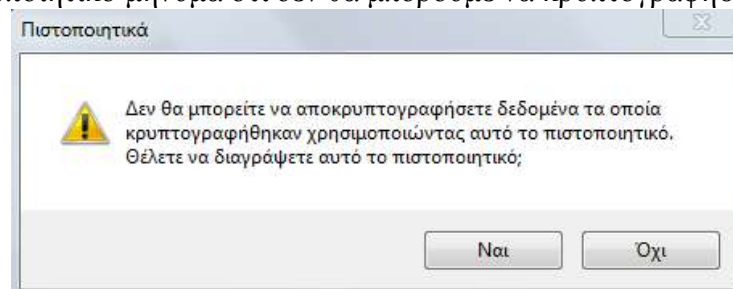 Πιστοποιητικά
Δεν θα μπορείτε να αποκρυπτογραφήσετε δεδομένα τα οποία
κρυπτογραφήθηκαν χρησιμοποιώντας αυτό το πιστοποιητικό.
Θέλετε να διαγράψετε αυτό το πιστοποιητικό;
Ναι Όχι